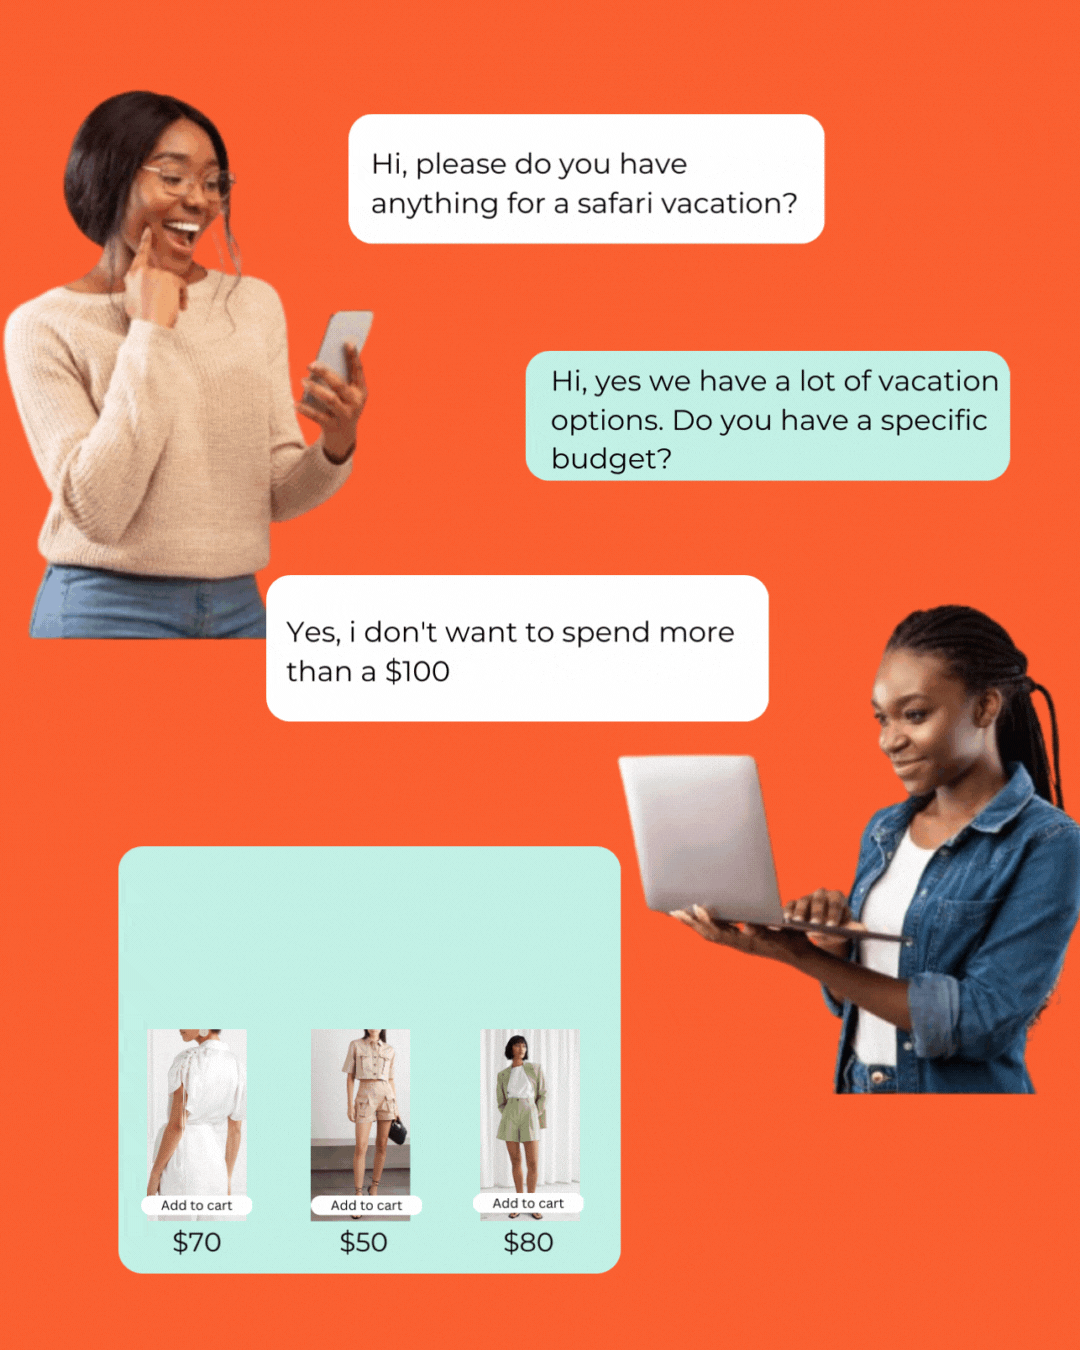 Hi, please do you have
anything for a safari vacation?
Hi, yes we have a lot of vacation
options. Do you have a specific
budget?
Yes, i don't want to spend more
than a $100
Add to cart
Add to cart
Add to cart
$70
$50
$80